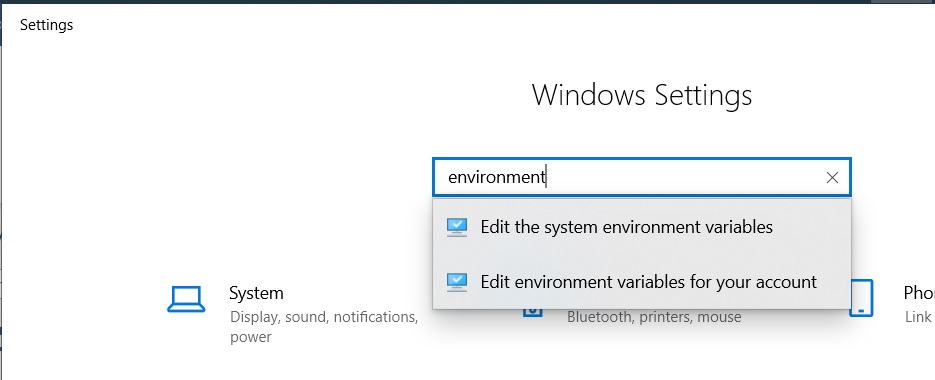 Settings
Windows Settings
environment
Edit the system environment variables
Edit environment variables for your account
System
Display, sound, notifications,
power
Bluetooth, printers, mouse
Link